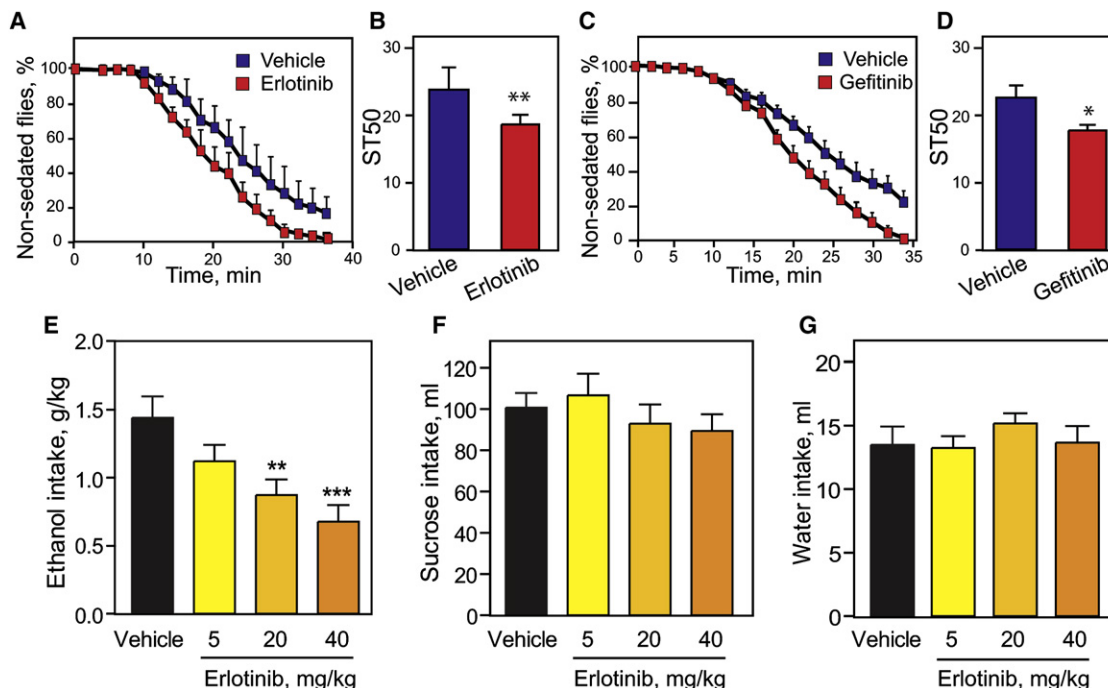 A
Non-sedated flies, %
100
80
60
40
20
0
0 10 20 30 40
Time, min
Vehicle
Erlotinib
B
ST50
30
20
10
0
**
Vehicle
Erlotinib
C
Non-sedated flies, %
100
80
60
40
20
0
0 5 10 15 20 25 30 35
Time, min
Vehicle
Gefitinib
D
ST50
30
20
10
0
*
Vehicle
Gefitinib
E
Ethanol intake, g/kg
2.0
1.5
1.0
0.5
0.0
**
***
Vehicle 5 20 40
Erlotinib, mg/kg
F
Sucrose intake, ml
120
100
80
60
40
20
0
Vehicle 5 20 40
Erlotinib, mg/kg
G
Water intake, ml
20
15
10
5
0
Vehicle 5 20 40
Erlotinib, mg/kg